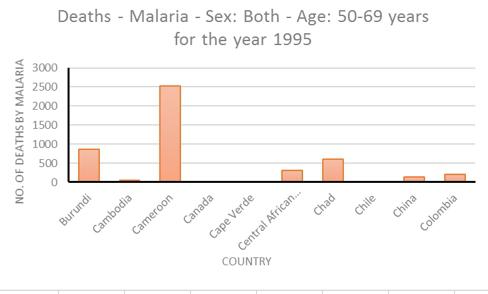 Deaths - Malaria - Sex: Both - Age: 50-69 years
for the year 1995
NO. OF DEATHS BY MALARIA
3000
2500
2000
1500
1000
500
0
Burundi
Cambodia
Cameroon
Canada
Cape Verde
Central African...
Chad
Chile
China
Colombia
COUNTRY